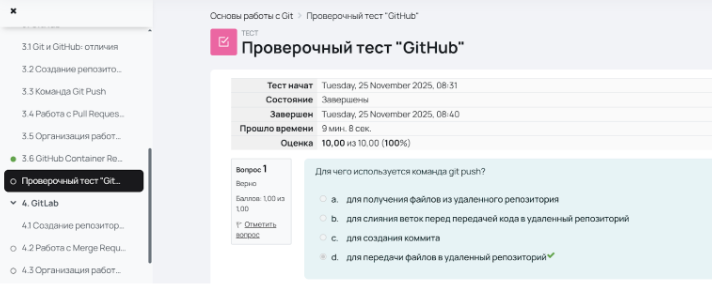 3.1 Git и GitHub: отличия
3.2 Создание репозито...
3.3 Команда Git Push
3.4 Работа с Pull Reques...
3.5 Организация работ...
3.6 GitHub Container Re...
Проверочный тест "Git...
4. GitLab
4.1 Создание репозитор...
4.2 Работа с Merge Requ...
4.3 Организация работ...
Основы работы с Git > Проверочный тест "GitHub"
ТЕСТ
Проверочный тест "GitHub"
Тест начат Tuesday, 25 November 2025, 08:31
Состояние Завершены
Завершен Tuesday, 25 November 2025, 08:40
Прошло времени 9 мин. 8 сек.
Оценка 10,00 из 10,00 (100%)
Вопрос 1
Верно
Баллов: 1,00 из
1,00
Отметить
вопрос
Для чего используется команда git push?
a. для получения файлов из удаленного репозитория
b. для слияния веток перед передачей кода в удаленный репозиторий
c. для создания коммита
d. для передачи файлов в удаленный репозиторий